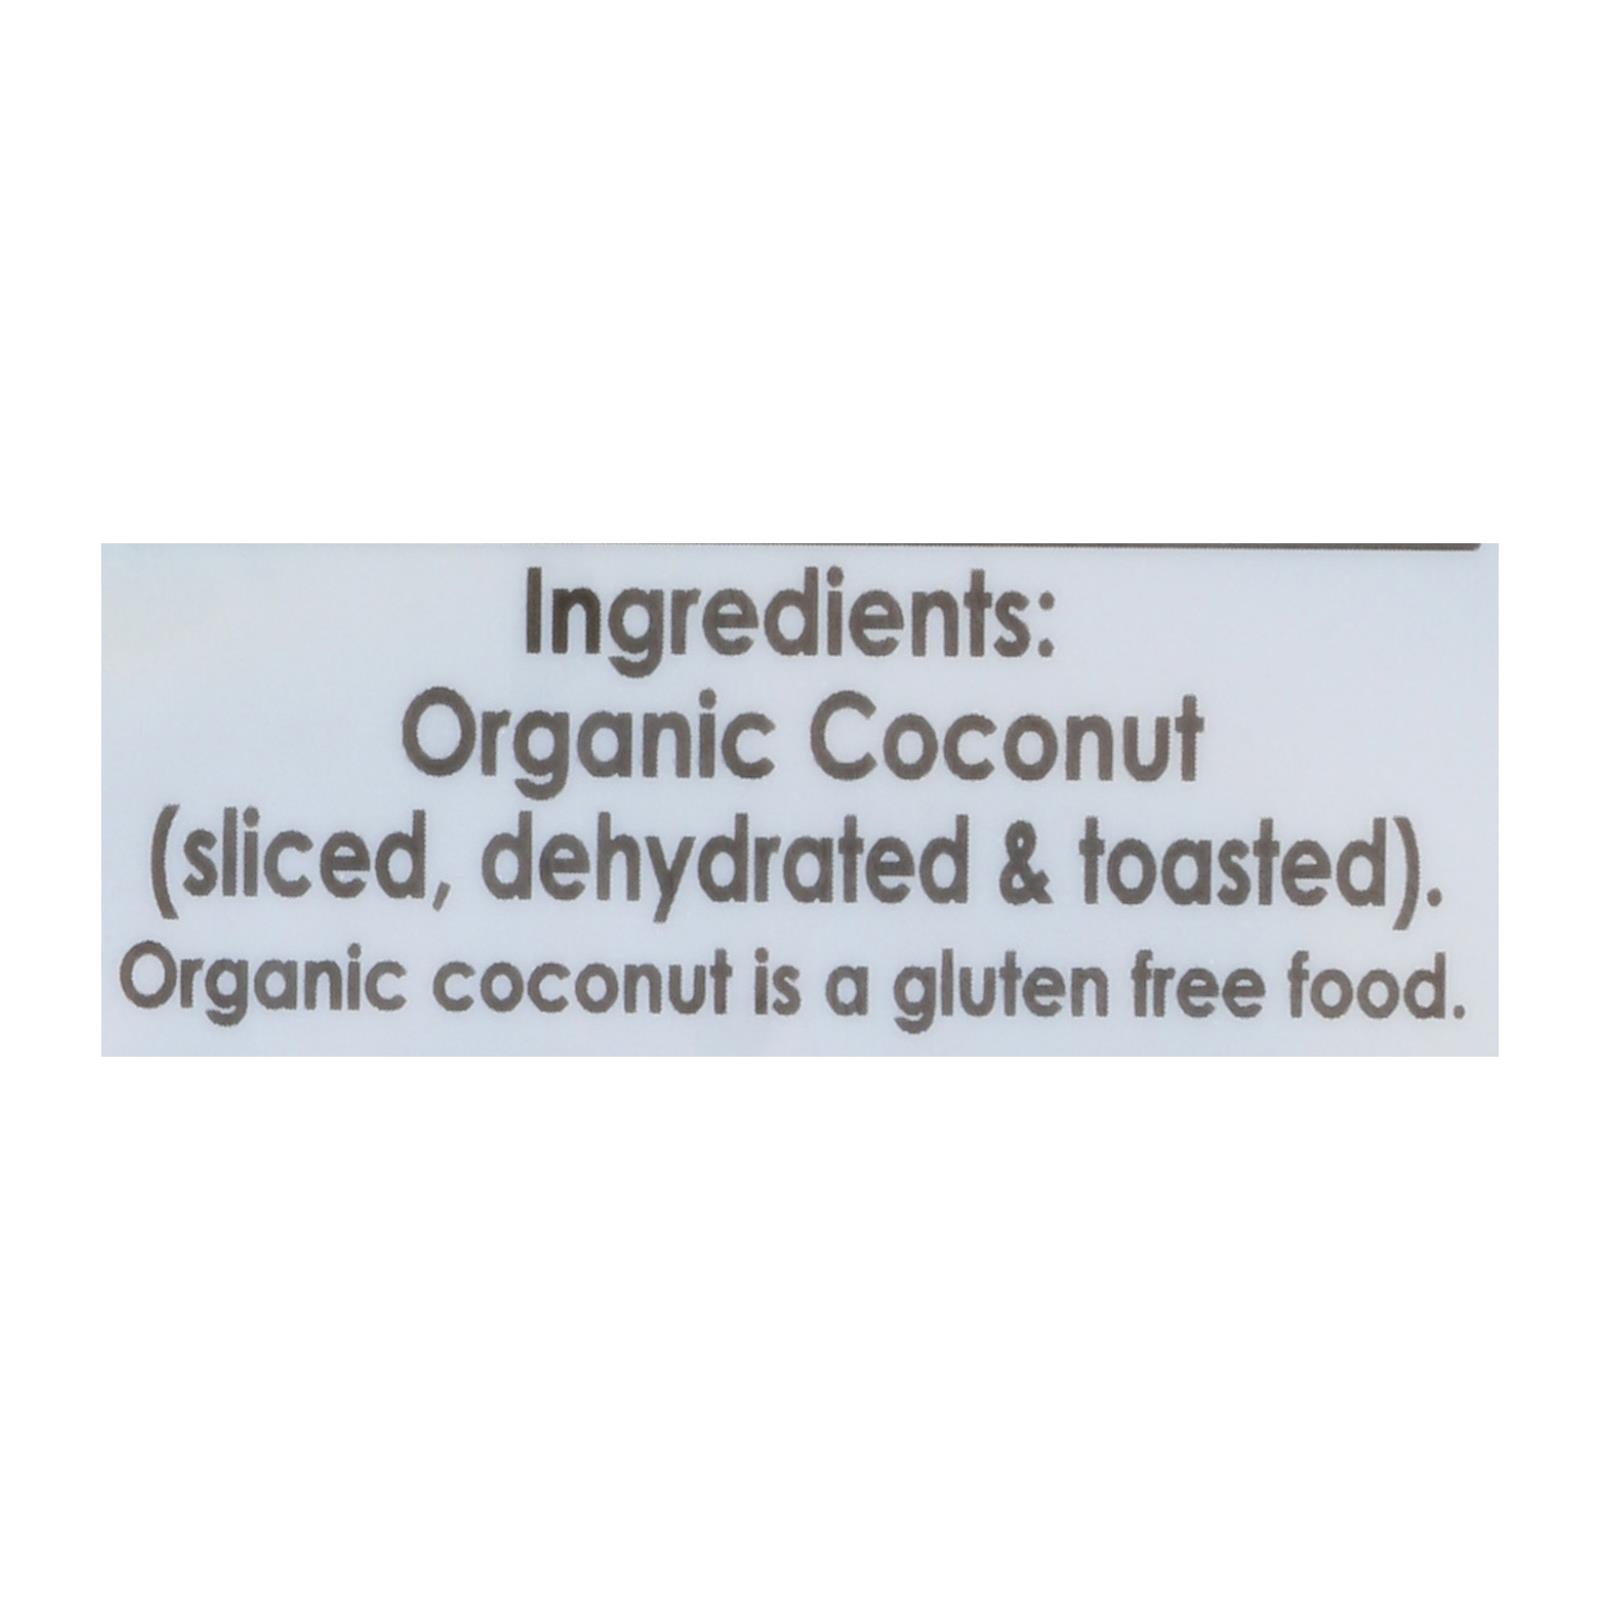 Ingredients:
Organic Coconut
(sliced, dehydrated & toasted).
Organic coconut is a gluten free food.